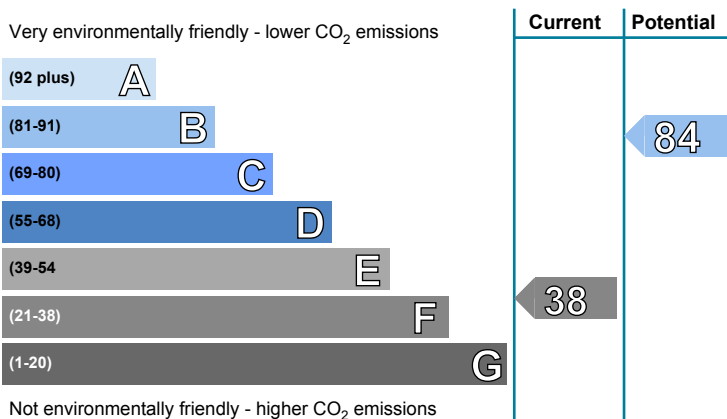 Current Potential
Very environmentally friendly - lower CO2 emissions
(92 plus) A
(81-91) B
84
(69-80) C
(55-68) D
(39-54 E
38
(21-38) F
(1-20) G
Not environmentally friendly - higher CO2 emissions